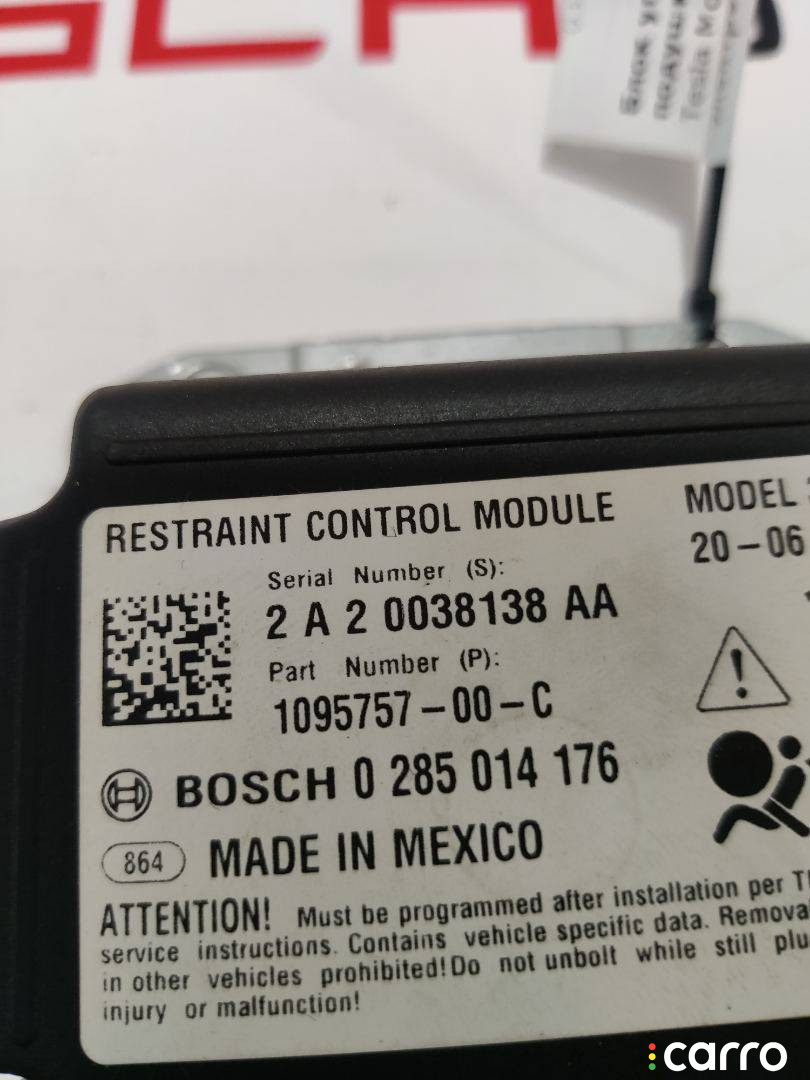 Блок
Tesla
RESTRAINT CONTROL MODULE
MODEL
20-06
Serial Number (S):
2 A 2 0038138 AA
Part Number (P):
1095757-00-C
BOSCH 0 285 014 176
864 MADE IN MEXICO
ATTENTION! Must be programmed after installation per
service instructions. Contains vehicle specific data.
in other vehicles prohibited! Do not unbolt while still
injury or malfunction!
carro